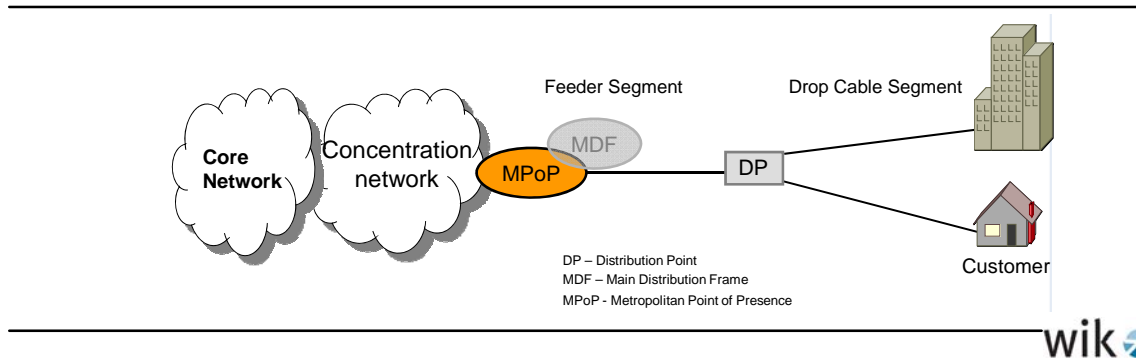 Feeder Segment
Drop Cable Segment
Core
Network
Concentration
network
MDF
MPoP
DP
Customer
DP – Distribution Point
MDF – Main Distribution Frame
MPoP - Metropolitan Point of Presence
wik